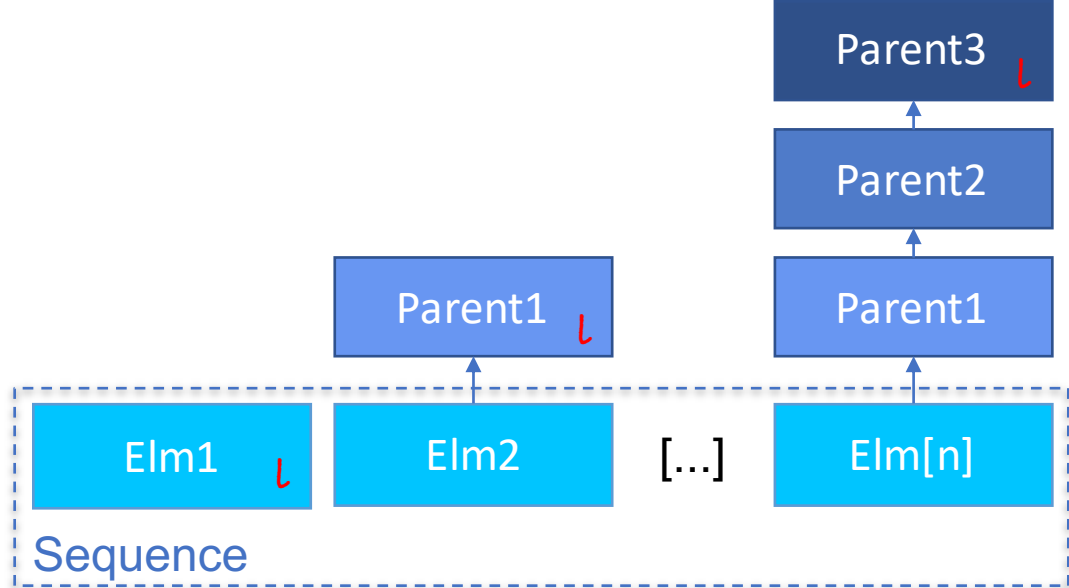 Parent3 l
Parent2
Parent1 l
Parent1
Elm1 l
Elm2
[...]
Elm[n]
Sequence